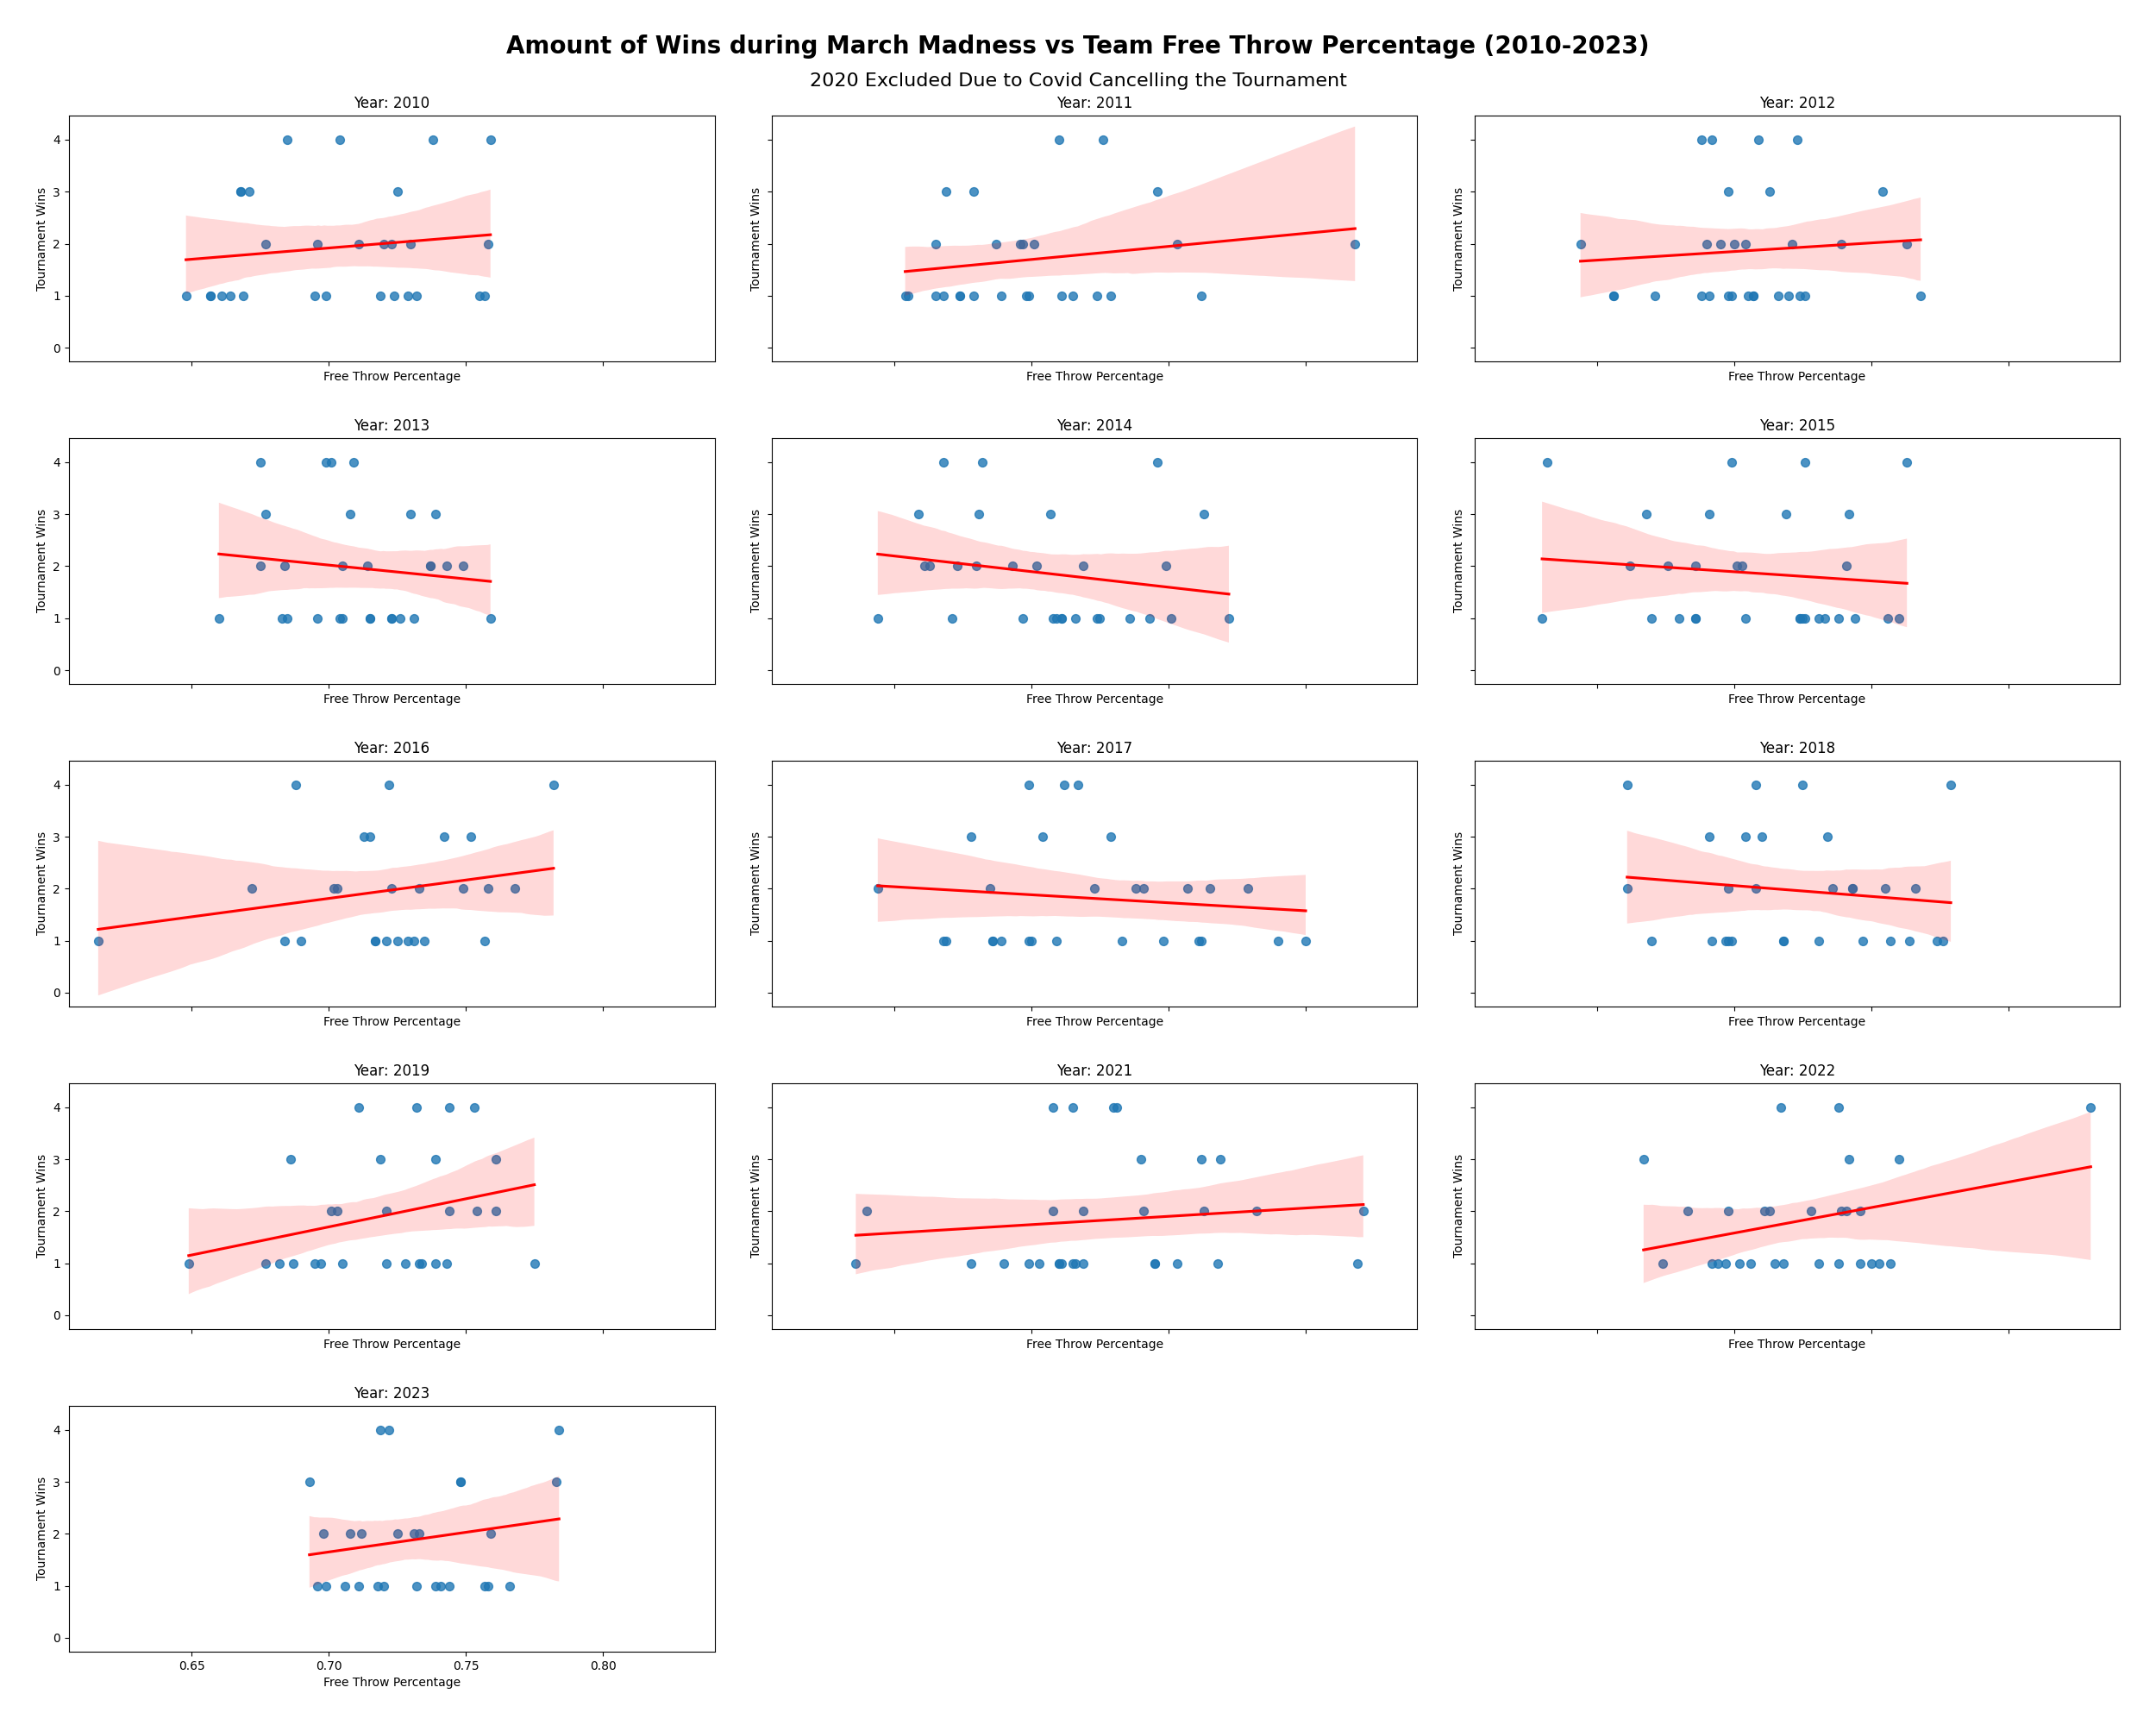 Amount of Wins during March Madness vs Team Free Throw Percentage (2010-2023)
2020 Excluded Due to Covid Cancelling the Tournament
Year: 2010
4
3
2
1
0
Tournament Wins
Free Throw Percentage
Year: 2011
Tournament Wins
Free Throw Percentage
Year: 2012
Tournament Wins
Free Throw Percentage
Year: 2013
4
3
2
1
0
Tournament Wins
Free Throw Percentage
Year: 2014
Tournament Wins
Free Throw Percentage
Year: 2015
Tournament Wins
Free Throw Percentage
Year: 2016
4
3
2
1
0
Tournament Wins
Free Throw Percentage
Year: 2017
Tournament Wins
Free Throw Percentage
Year: 2018
Tournament Wins
Free Throw Percentage
Year: 2019
4
3
2
1
0
Tournament Wins
Free Throw Percentage
Year: 2021
Tournament Wins
Free Throw Percentage
Year: 2022
Tournament Wins
Free Throw Percentage
Year: 2023
4
3
2
1
0
Tournament Wins
0.65 0.70 0.75 0.80
Free Throw Percentage